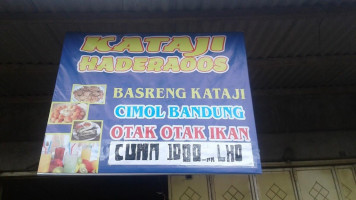 KATAJI
HADERAOOS
BASRENG KATAJI
CIMOL BANDUNG
OTAK OTAK IKAN
CUMA 1000... LHO